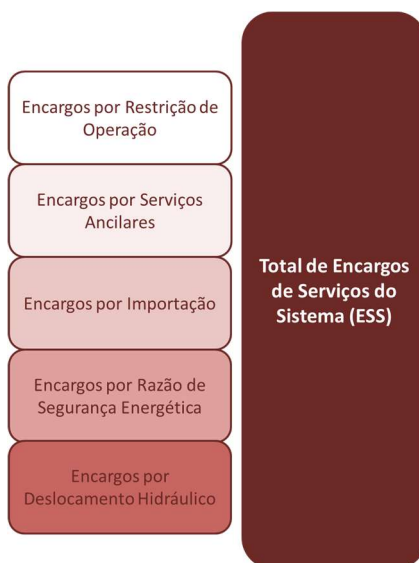 Encargos por Restrição de
Operação
Encargos por Serviços
Ancilares
Encargos por Importação
Encargos por Razão de
Segurança Energética
Encargos por
Deslocamento Hidráulico
Total de Encargos
de Serviços do
Sistema (ESS)